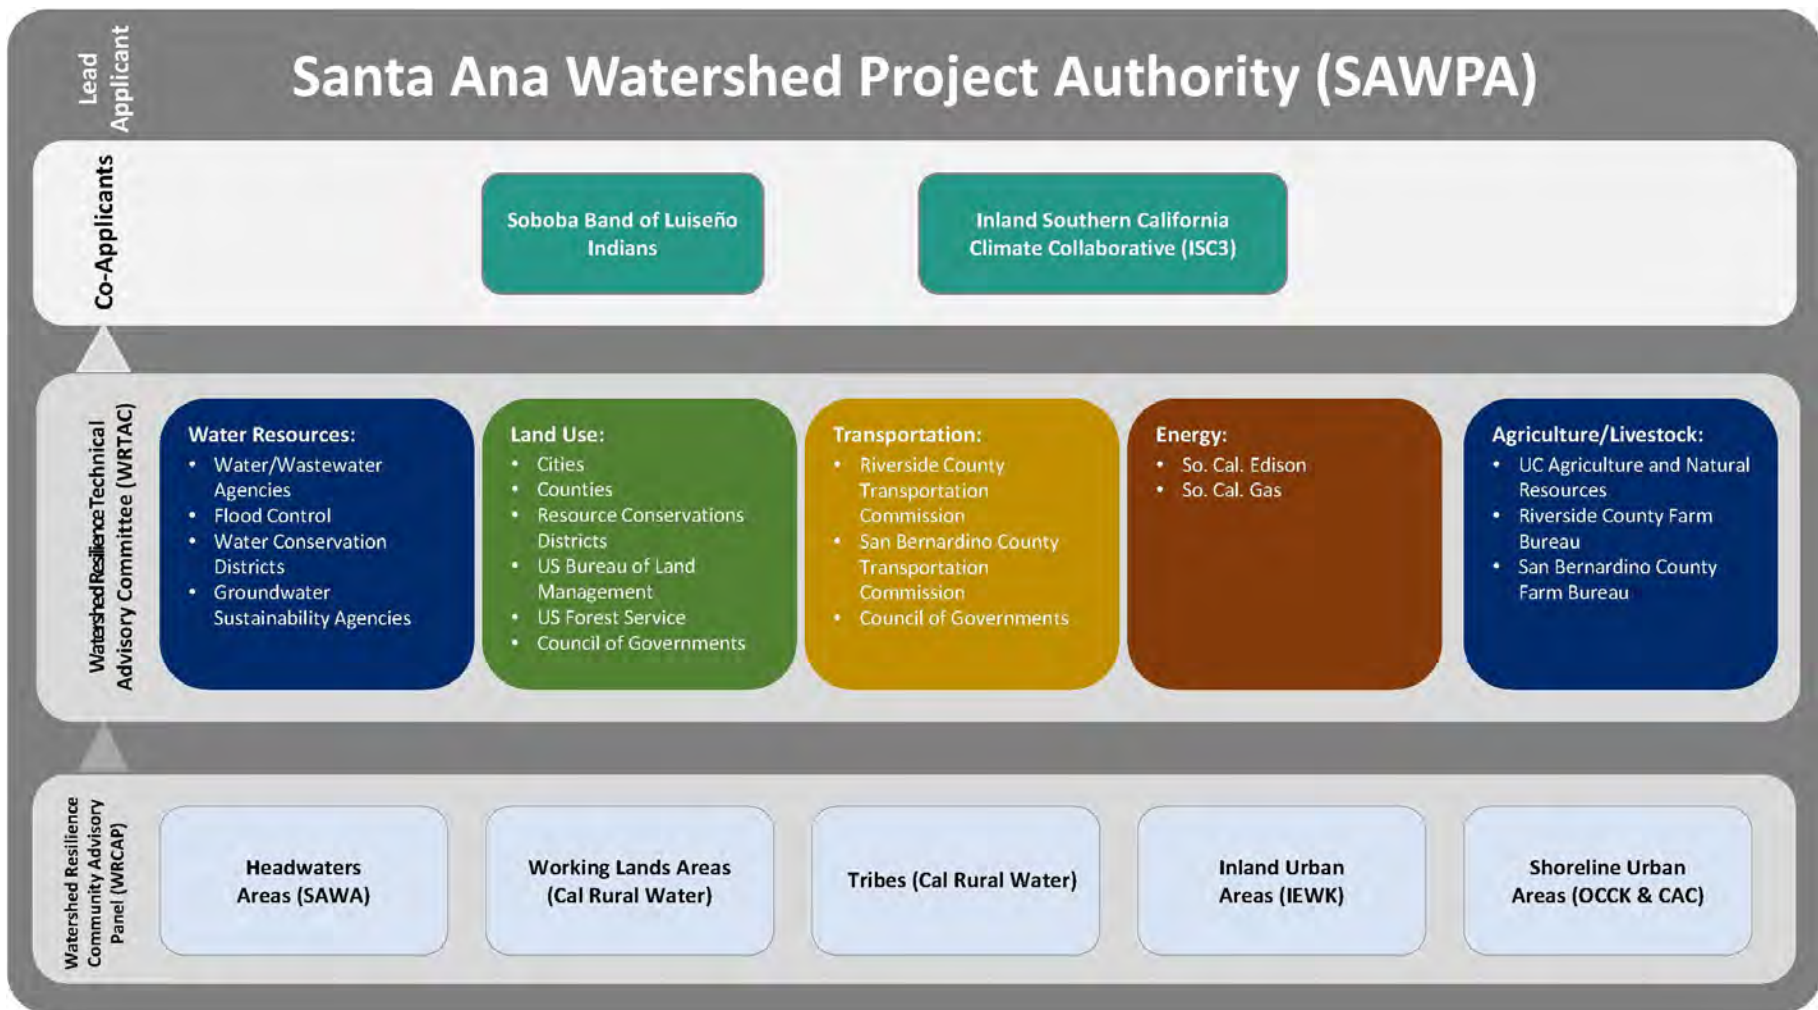 Lead
Applicant
Santa Ana Watershed Project Authority (SAWPA)
Co-Applicants
Soboba Band of Luiseño
Indians
Inland Southern California
Climate Collaborative (ISC3)
Watershed Resilience Technical
Advisory Committee (WRTAC)
Water Resources:
• Water/Wastewater
Agencies
• Flood Control
• Water Conservation
Districts
• Groundwater
Sustainability Agencies
Land Use:
• Cities
• Counties
• Resource Conservations
Districts
• US Bureau of Land
Management
• US Forest Service
• Council of Governments
Transportation:
• Riverside County
Transportation
Commission
• San Bernardino County
Transportation
Commission
• Council of Governments
Energy:
• So. Cal. Edison
• So. Cal. Gas
Agriculture/Livestock:
• UC Agriculture and Natural
Resources
• Riverside County Farm
Bureau
• San Bernardino County
Farm Bureau
Watershed Resilience
Community Advisory
Panel (WRCAP)
Headwaters
Areas (SAWA)
Working Lands Areas
(Cal Rural Water)
Tribes (Cal Rural Water)
Inland Urban
Areas (IEWK)
Shoreline Urban
Areas (OCCK & CAC)